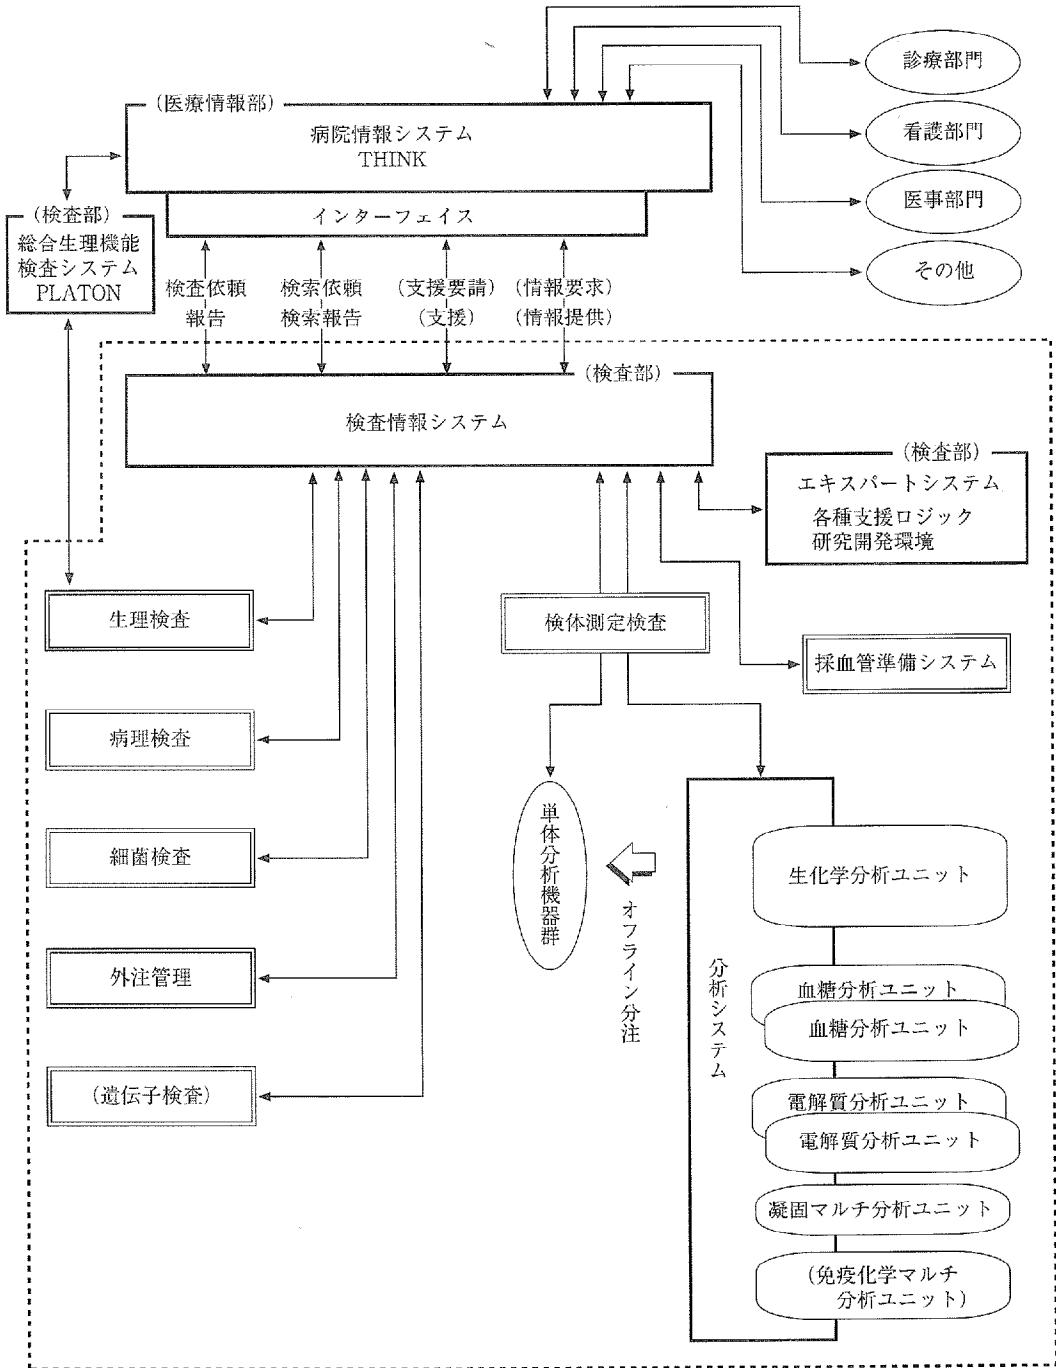 診療部門
看護部門
医事部門
その他
(医療情報部)
病院情報システム
THINK
インターフェイス
(検査部)
総合生理機能
検査システム
PLATON
検査依頼
報告
検索依頼
検索報告
(支援要請)
(支援)
(情報要求)
(情報提供)
(検査部)
検査情報システム
(検査部)
エキスパートシステム
各種支援ロジック
研究開発環境
生理検査
病理検査
細菌検査
外注管理
(遺伝子検査)
検体測定検査
採血管準備システム
単体分析機器群
オフライン分注
分析システム
生化学分析ユニット
血糖分析ユニット
血糖分析ユニット
電解質分析ユニット
電解質分析ユニット
凝固マルチ分析ユニット
(免疫化学マルチ
分析ユニット)